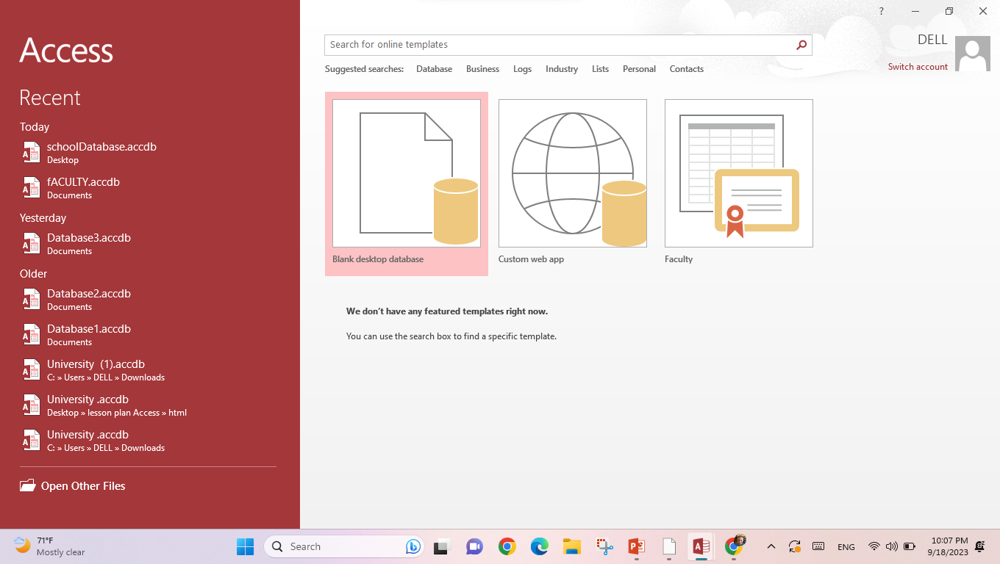 ?
Access
Search for online templates
DELL
Switch account
Suggested searches: Database Business Logs Industry Lists Personal Contacts
Recent
Today
schoolDatabase.accdb
Desktop
fACULTY.accdb
Documents
Yesterday
Database3.accdb
Documents
Older
Database2.accdb
Documents
Database1.accdb
Documents
University  (1).accdb
C: » Users » DELL » Downloads
University .accdb
Desktop » lesson plan Access » html
University .accdb
C: » Users » DELL » Downloads
Open Other Files
Blank desktop database
Custom web app
Faculty
We don’t have any featured templates right now.
You can use the search box to find a specific template.
71°F
Mostly clear
Search
ENG
10:07 PM
9/18/2023